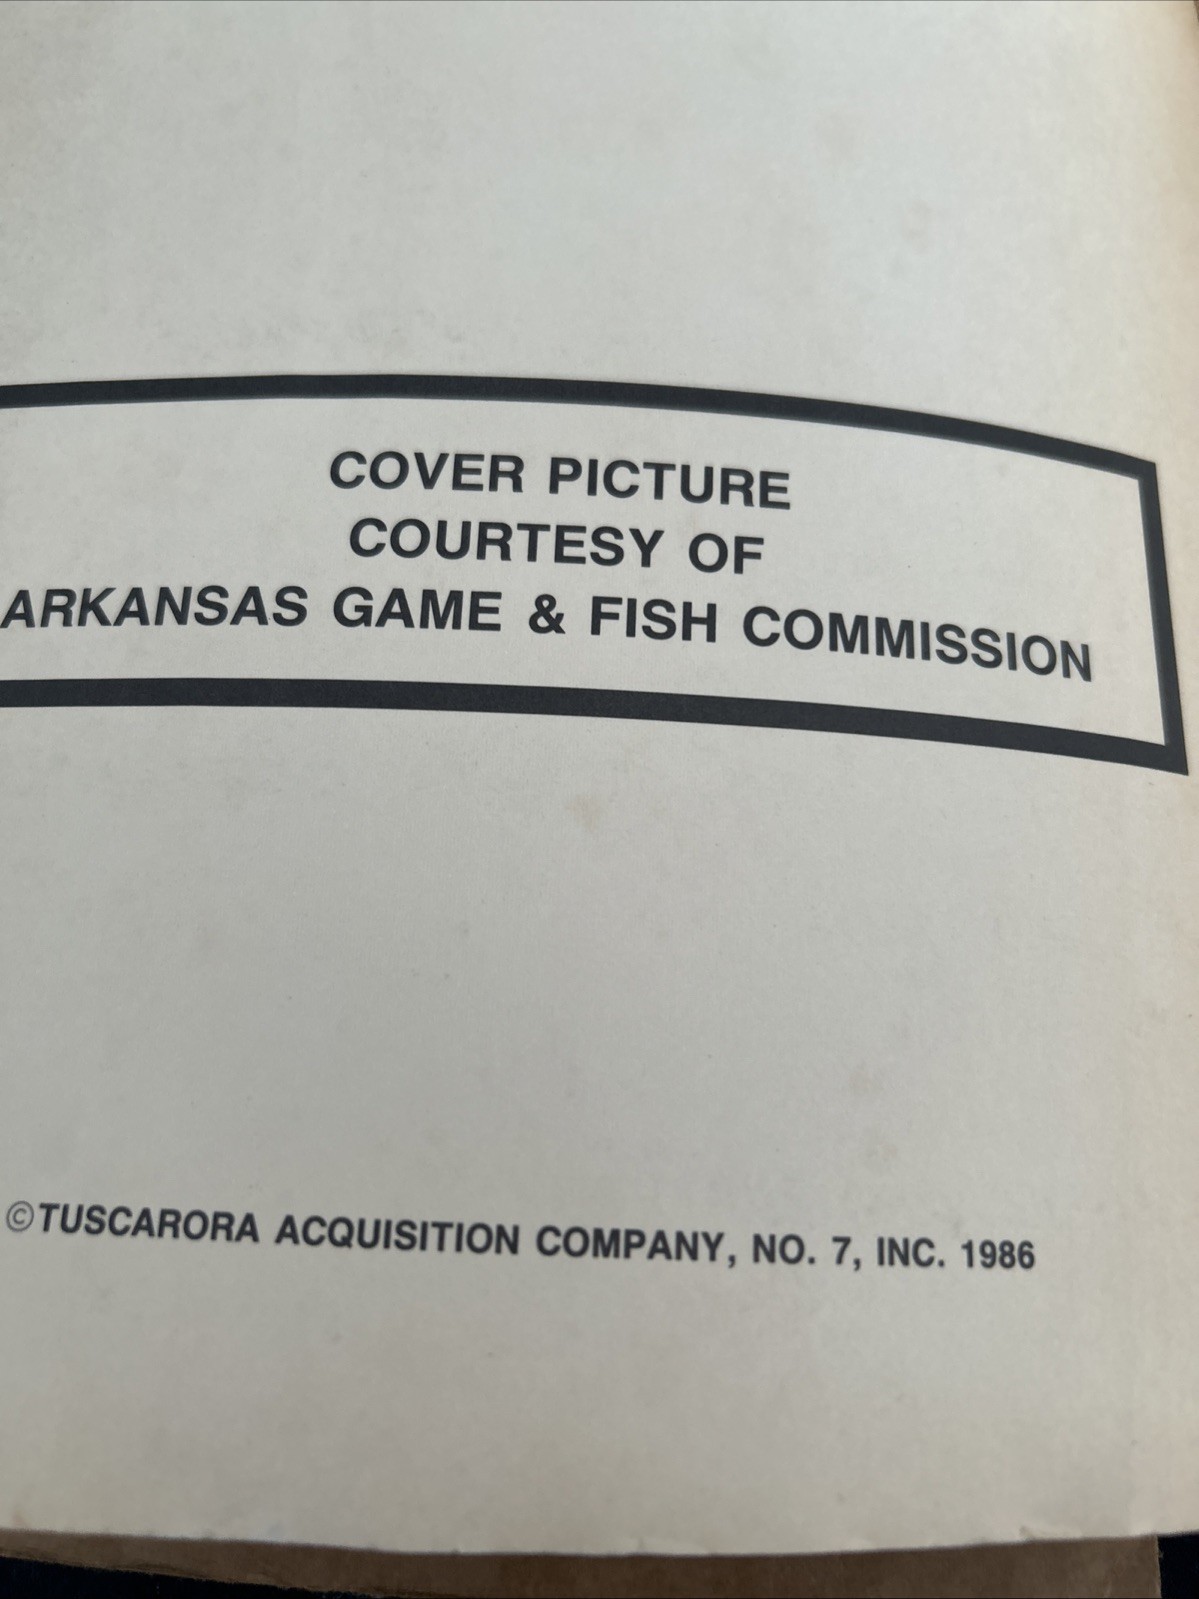 COVER PICTURE
COURTESY OF
ARKANSAS GAME & FISH COMMISSION
©TUSCARORA ACQUISITION COMPANY, NO. 7, INC. 1986